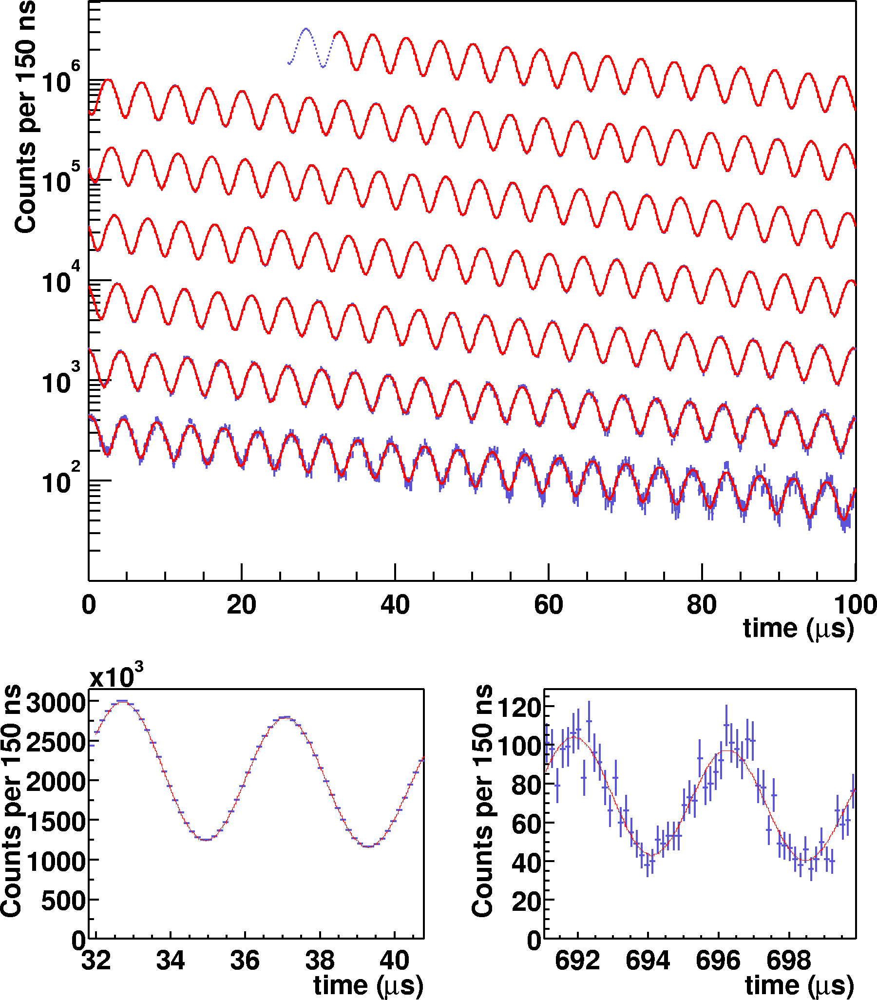 Counts per 150 ns
10^6
10^5
10^4
10^3
10^2
0 20 40 60 80 100
time (μs)
x10^3
Counts per 150 ns
3000
2500
2000
1500
1000
500
0
32 34 36 38 40
time (μs)
Counts per 150 ns
120
100
80
60
40
20
0
692 694 696 698
time (μs)